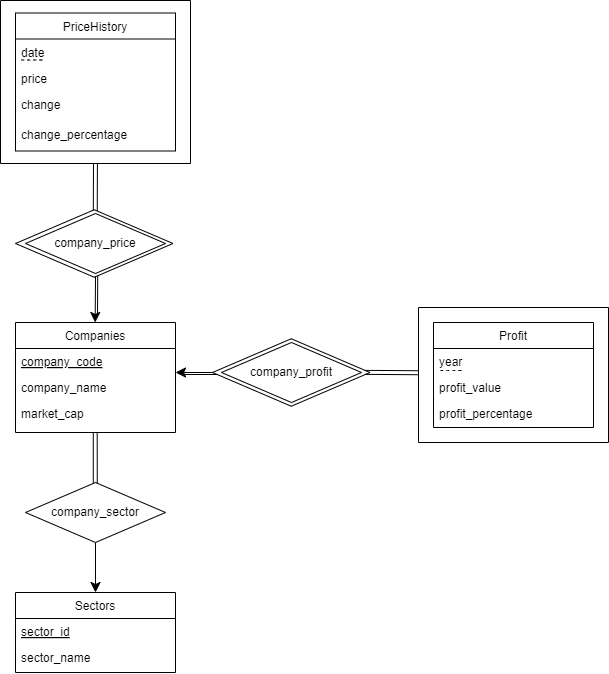 PriceHistory
date
price
change
change_percentage
company_price
Companies
company_code
company_name
market_cap
company_profit
Profit
year
profit_value
profit_percentage
company_sector
Sectors
sector_id
sector_name